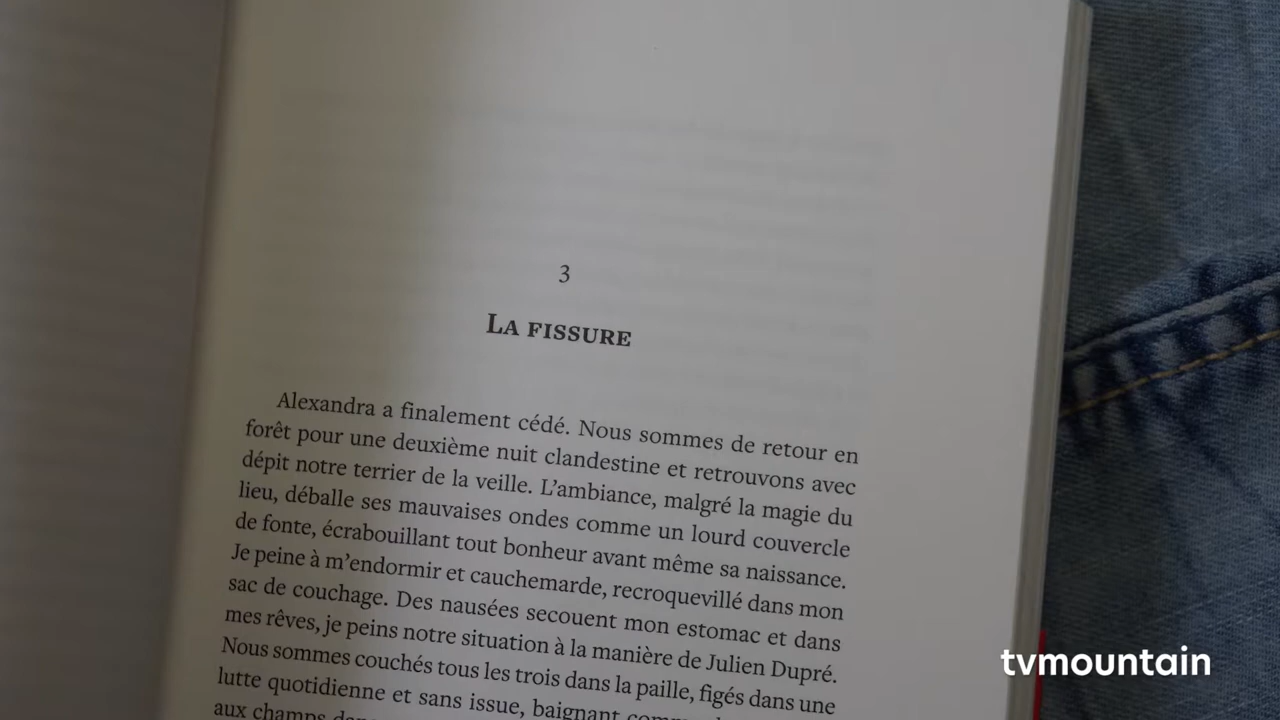 3
LA FISSURE
Alexandra a finalement cédé. Nous sommes de retour en
forêt pour une deuxième nuit clandestine et retrouvons avec
dépit notre terrier de la veille. L’ambiance, malgré la magie du
lieu, déballe ses mauvaises ondes comme un lourd couvercle
de fonte, écrabouillant tout bonheur avant même sa naissance.
Je peine à m’endormir et cauchemarde, recroquevillé dans mon
sac de couchage. Des nausées secouent mon estomac et dans
mes rêves, je peins notre situation à la manière de Julien Dupré.
Nous sommes couchés tous les trois dans la paille, figés dans une
lutte quotidienne et sans issue, baignant
aux champs
tvmountain